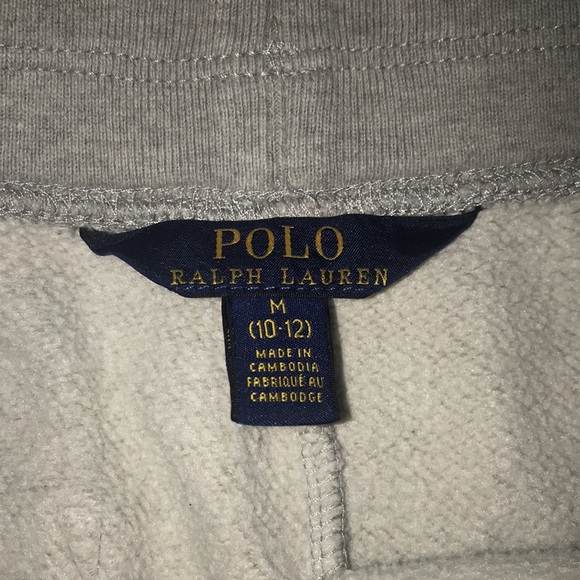 POLO
RALPH LAUREN
M
(10-12)
MADE IN
CAMBODIA
FABRIQUÉ AU
CAMBODGE